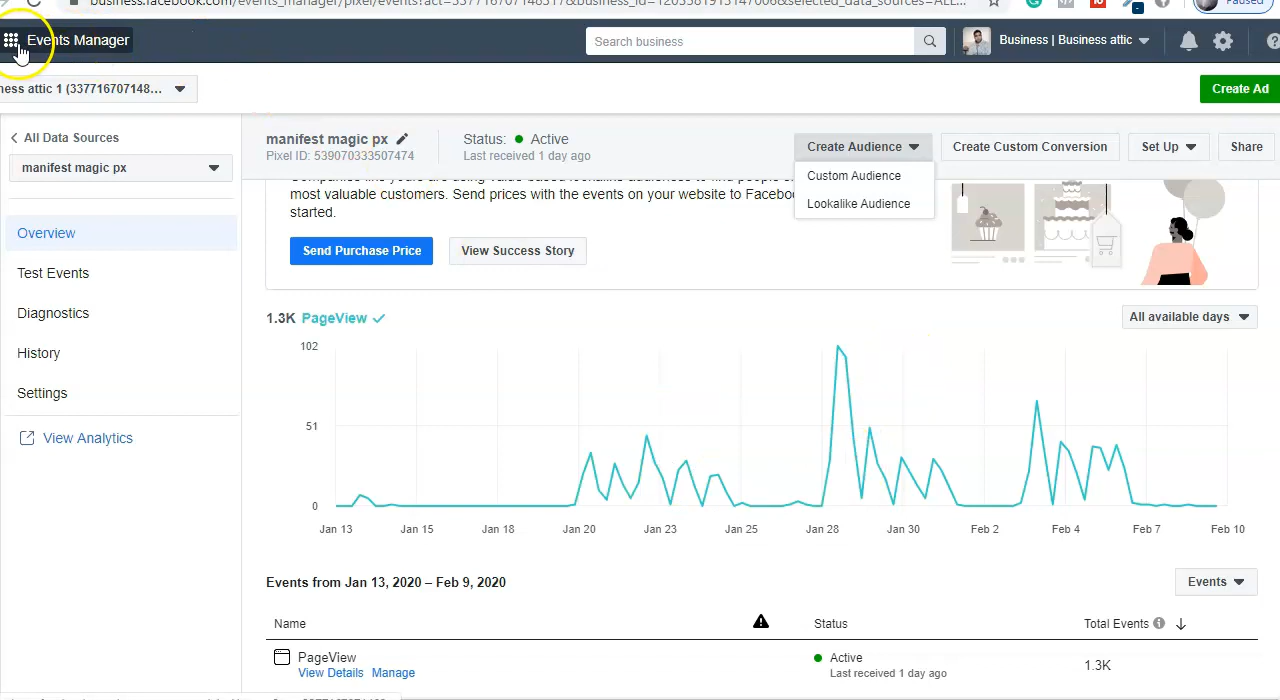 Paused
Events Manager
Search business
Business | Business attic
ness attic 1 (337716707148...
Create Ad
All Data Sources
manifest magic px
manifest magic px
Pixel ID: 539070333507474
Status: Active
Last received 1 day ago
Create Audience
Create Custom Conversion
Set Up
Share
Custom Audience
Lookalike Audience
most valuable customers. Send prices with the events on your website to Facebo
started.
Send Purchase Price
View Success Story
Overview
Test Events
Diagnostics
History
Settings
View Analytics
1.3K PageView
All available days
102
51
0
Jan 13
Jan 15
Jan 18
Jan 20
Jan 23
Jan 25
Jan 28
Jan 30
Feb 2
Feb 4
Feb 7
Feb 10
Events from Jan 13, 2020 – Feb 9, 2020
Events
Name
Status
Total Events
PageView
View Details Manage
Active
Last received 1 day ago
1.3K